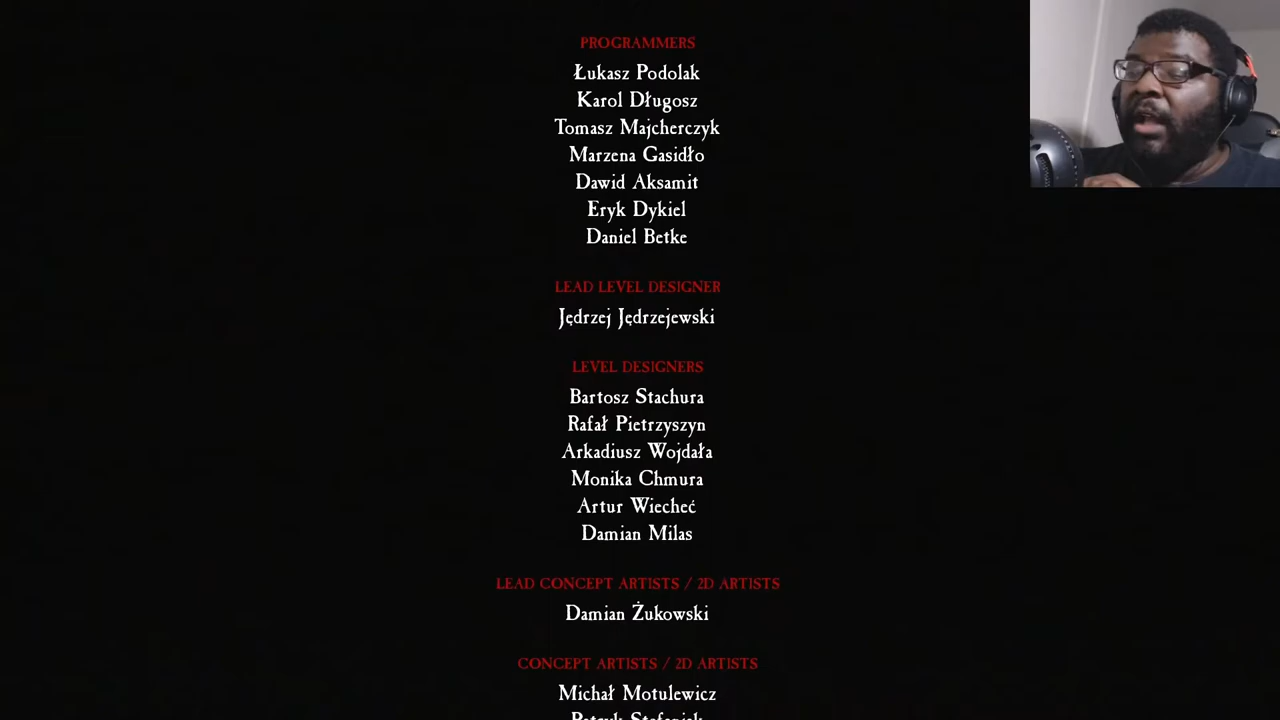 PROGRAMMERS
Łukasz Podolak
Karol Długosz
Tomasz Majcherczyk
Marzena Gasidło
Dawid Aksamit
Eryk Dykiel
Daniel Betke
LEAD LEVEL DESIGNER
Jędrzej Jędrzejewski
LEVEL DESIGNERS
Bartosz Stachura
Rafał Pietrzyszyn
Arkadiusz Wojdała
Monika Chmura
Artur Wiecheć
Damian Milas
LEAD CONCEPT ARTISTS / 2D ARTISTS
Damian Żukowski
CONCEPT ARTISTS / 2D ARTISTS
Michał Motulewicz